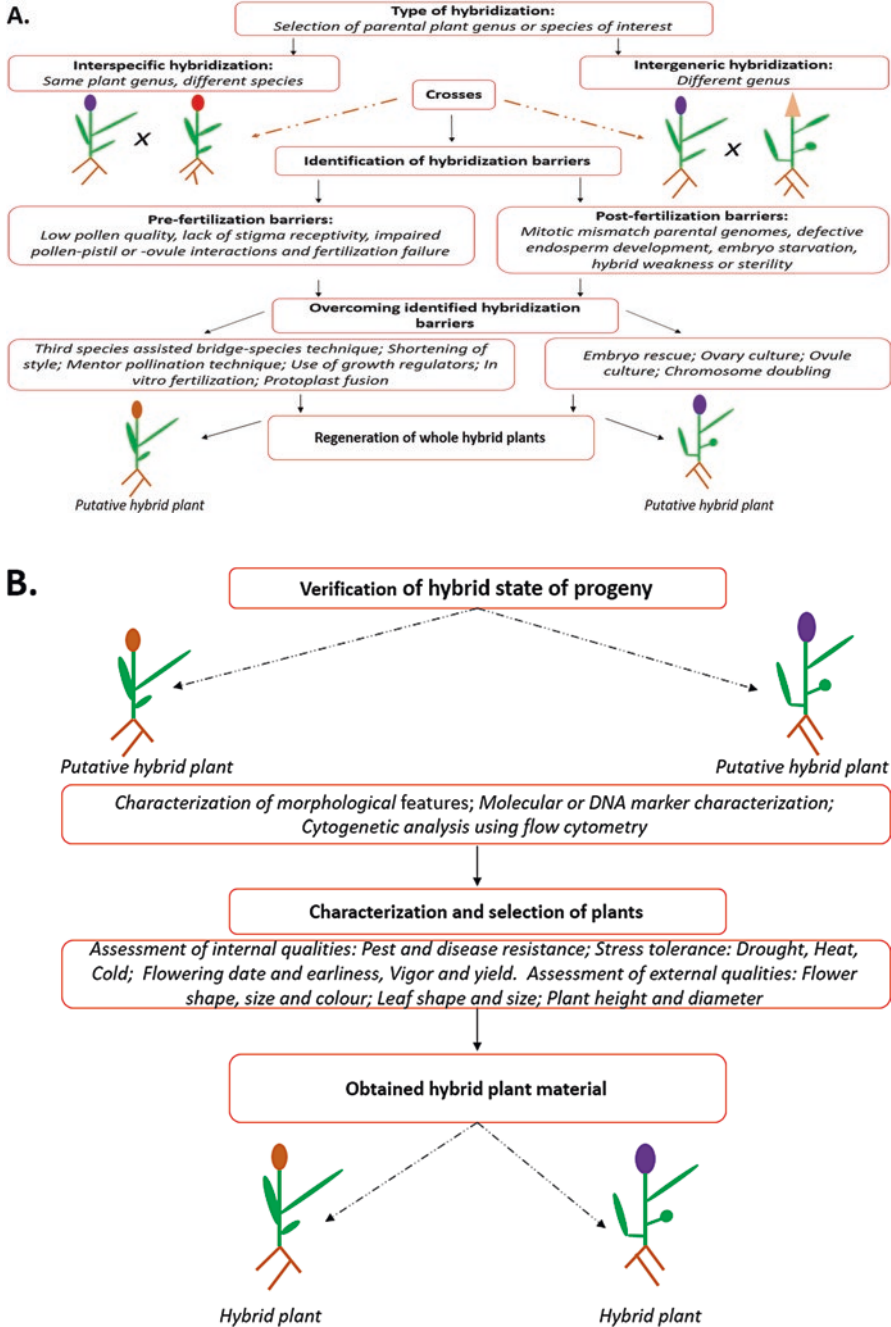 A.
Type of hybridization:
Selection of parental plant genus or species of interest
Interspecific hybridization:
Same plant genus, different species
Intergeneric hybridization:
Different genus
Crosses
X
X
Identification of hybridization barriers
Pre-fertilization barriers:
Low pollen quality, lack of stigma receptivity, impaired
pollen-pistil or -ovule interactions and fertilization failure
Post-fertilization barriers:
Mitotic mismatch parental genomes, defective
endosperm development, embryo starvation,
hybrid weakness or sterility
Overcoming identified hybridization
barriers
Third species assisted bridge-species technique; Shortening of
style; Mentor pollination technique; Use of growth regulators; In
vitro fertilization; Protoplast fusion
Embryo rescue; Ovary culture; Ovule
culture; Chromosome doubling
Regeneration of whole hybrid plants
Putative hybrid plant
Putative hybrid plant
B.
Verification of hybrid state of progeny
Putative hybrid plant
Putative hybrid plant
Characterization of morphological features; Molecular or DNA marker characterization;
Cytogenetic analysis using flow cytometry
Characterization and selection of plants
Assessment of internal qualities: Pest and disease resistance; Stress tolerance: Drought, Heat,
Cold; Flowering date and earliness, Vigor and yield. Assessment of external qualities: Flower
shape, size and colour; Leaf shape and size; Plant height and diameter
Obtained hybrid plant material
Hybrid plant
Hybrid plant